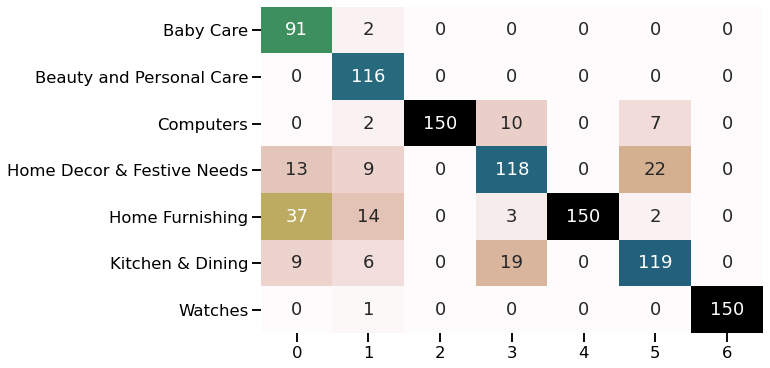 Baby Care 91 2 0 0 0 0 0
Beauty and Personal Care 0 116 0 0 0 0 0
Computers 0 2 150 10 0 7 0
Home Decor & Festive Needs 13 9 0 118 0 22 0
Home Furnishing 37 14 0 3 150 2 0
Kitchen & Dining 9 6 0 19 0 119 0
Watches 0 1 0 0 0 0 150
0 1 2 3 4 5 6